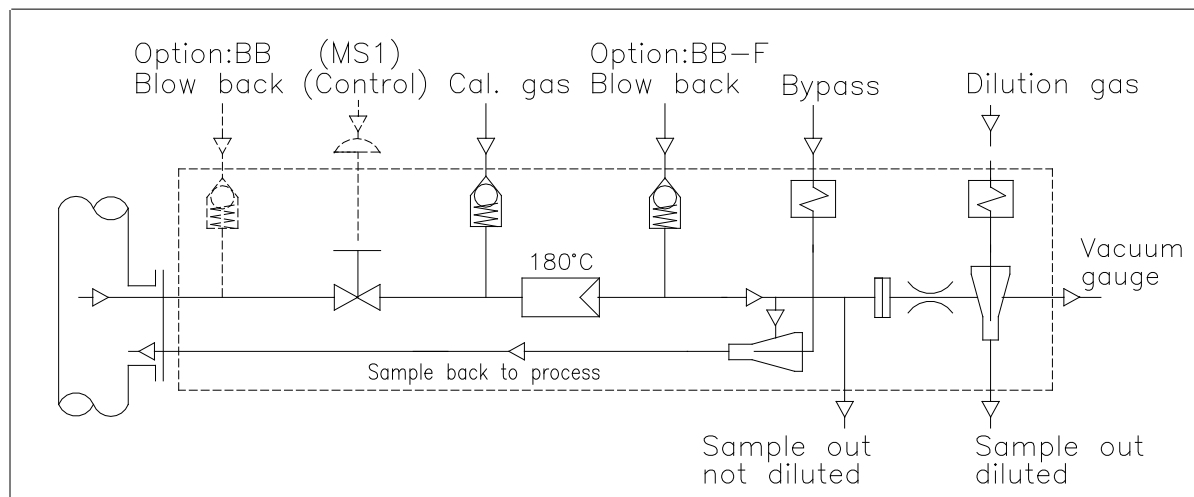 Option:BB (MS1)
Blow back (Control)
Cal. gas
Option:BB-F
Blow back
Bypass
Dilution gas
180°C
Vacuum
gauge
Sample back to process
Sample out
not diluted
Sample out
diluted